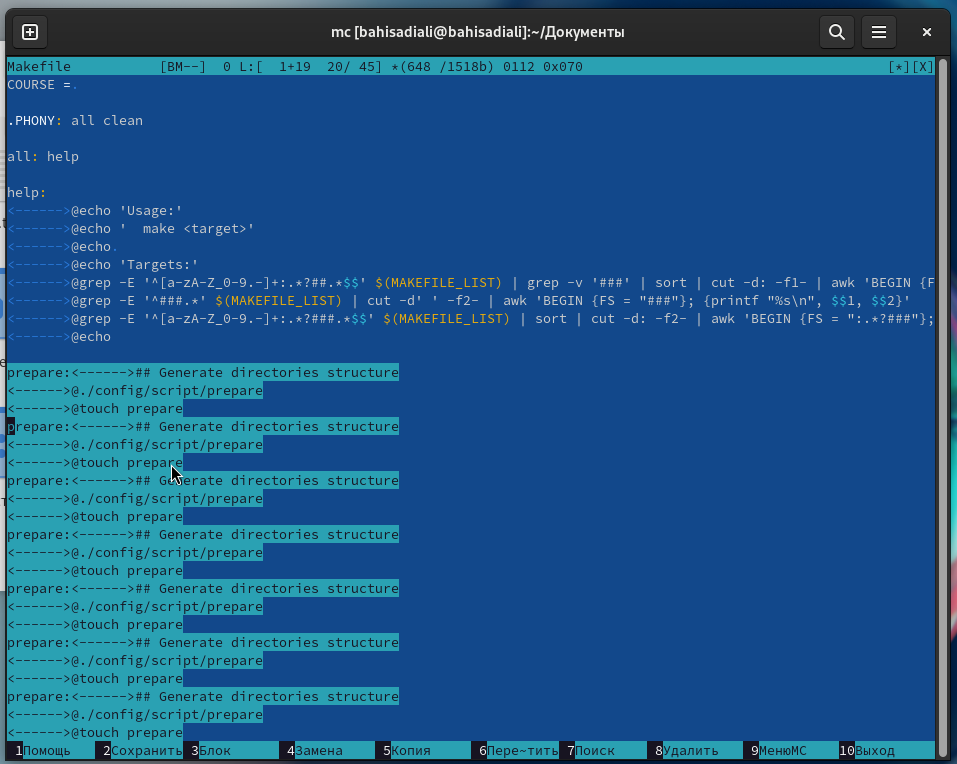 mc [bahisadiali@bahisadiali]:~/Документы
Makefile [BM--] 0 L:[ 1+19 20/ 45] *(648 /1518b) 0112 0x070 [*][X]
COURSE =.
.PHONY: all clean
all: help
help:
<------>@echo 'Usage:'
<------>@echo '  make <target>'
<------>@echo.
<------>@echo 'Targets:'
<------>@grep -E '^[a-zA-Z_0-9.-]+:.*?##.*$$' $(MAKEFILE_LIST) | grep -v '###' | sort | cut -d: -f1- | awk 'BEGIN {F
<------>@grep -E '^###.*' $(MAKEFILE_LIST) | cut -d' ' -f2- | awk 'BEGIN {FS = "###"}; {printf "%s\n", $$1, $$2}'
<------>@grep -E '^[a-zA-Z_0-9.-]+:.*?###.*$$' $(MAKEFILE_LIST) | sort | cut -d: -f2- | awk 'BEGIN {FS = ":.*?###"};
<------>@echo
prepare:<------>## Generate directories structure
<------>@./config/script/prepare
<------>@touch prepare
prepare:<------>## Generate directories structure
<------>@./config/script/prepare
<------>@touch prepare
prepare:<------>## Generate directories structure
<------>@./config/script/prepare
<------>@touch prepare
prepare:<------>## Generate directories structure
<------>@./config/script/prepare
<------>@touch prepare
prepare:<------>## Generate directories structure
<------>@./config/script/prepare
<------>@touch prepare
prepare:<------>## Generate directories structure
<------>@./config/script/prepare
<------>@touch prepare
prepare:<------>## Generate directories structure
<------>@./config/script/prepare
<------>@touch prepare
1Помощь 2Сохранить 3Блок 4Замена 5Копия 6Пере~тить 7Поиск 8Удалить 9МенюMC 10Выход